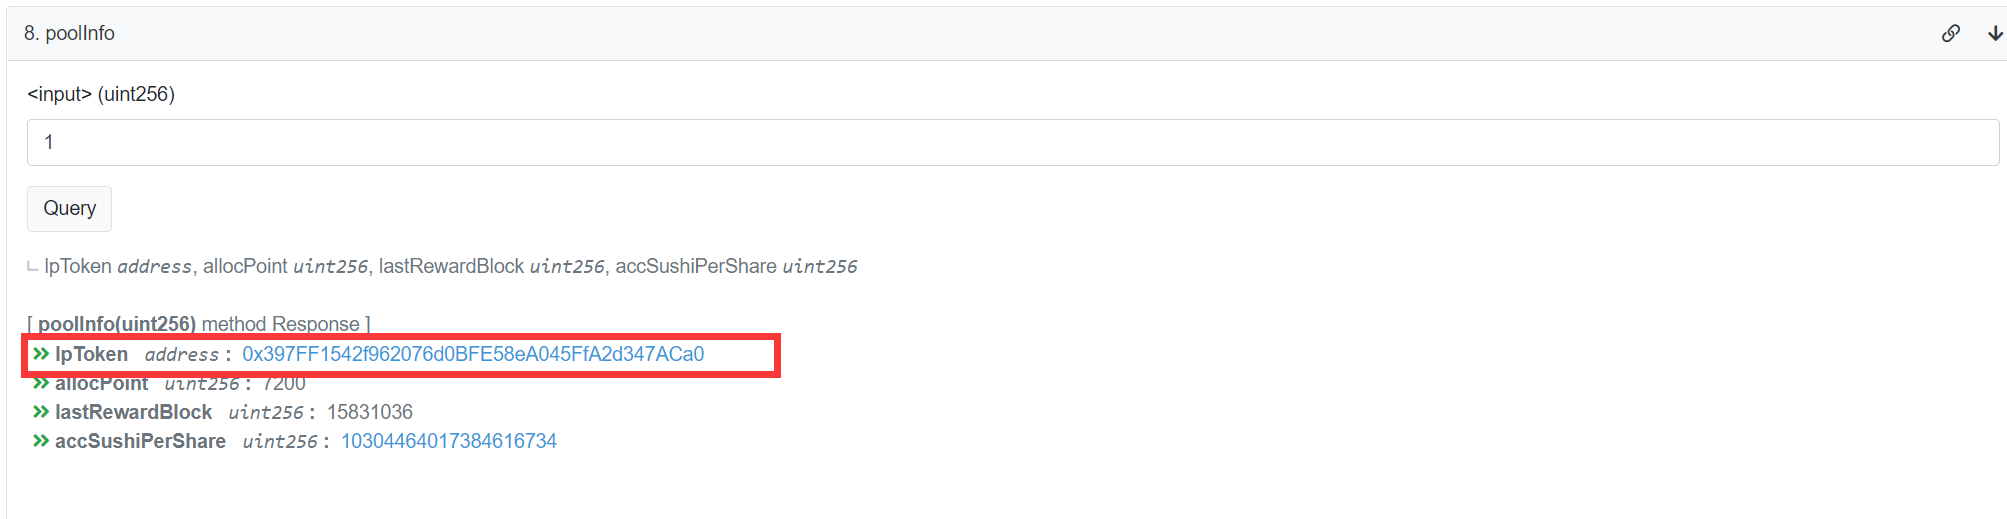 8. poolInfo
<input> (uint256)
1
Query
lpToken address, allocPoint uint256, lastRewardBlock uint256, accSushiPerShare uint256
[ poolInfo(uint256) method Response ]
lpToken address : 0x397FF1542f962076d0BFE58eA045FfA2d347ACa0
allocPoint uint256 : 7200
lastRewardBlock uint256 : 15831036
accSushiPerShare uint256 : 10304464017384616734